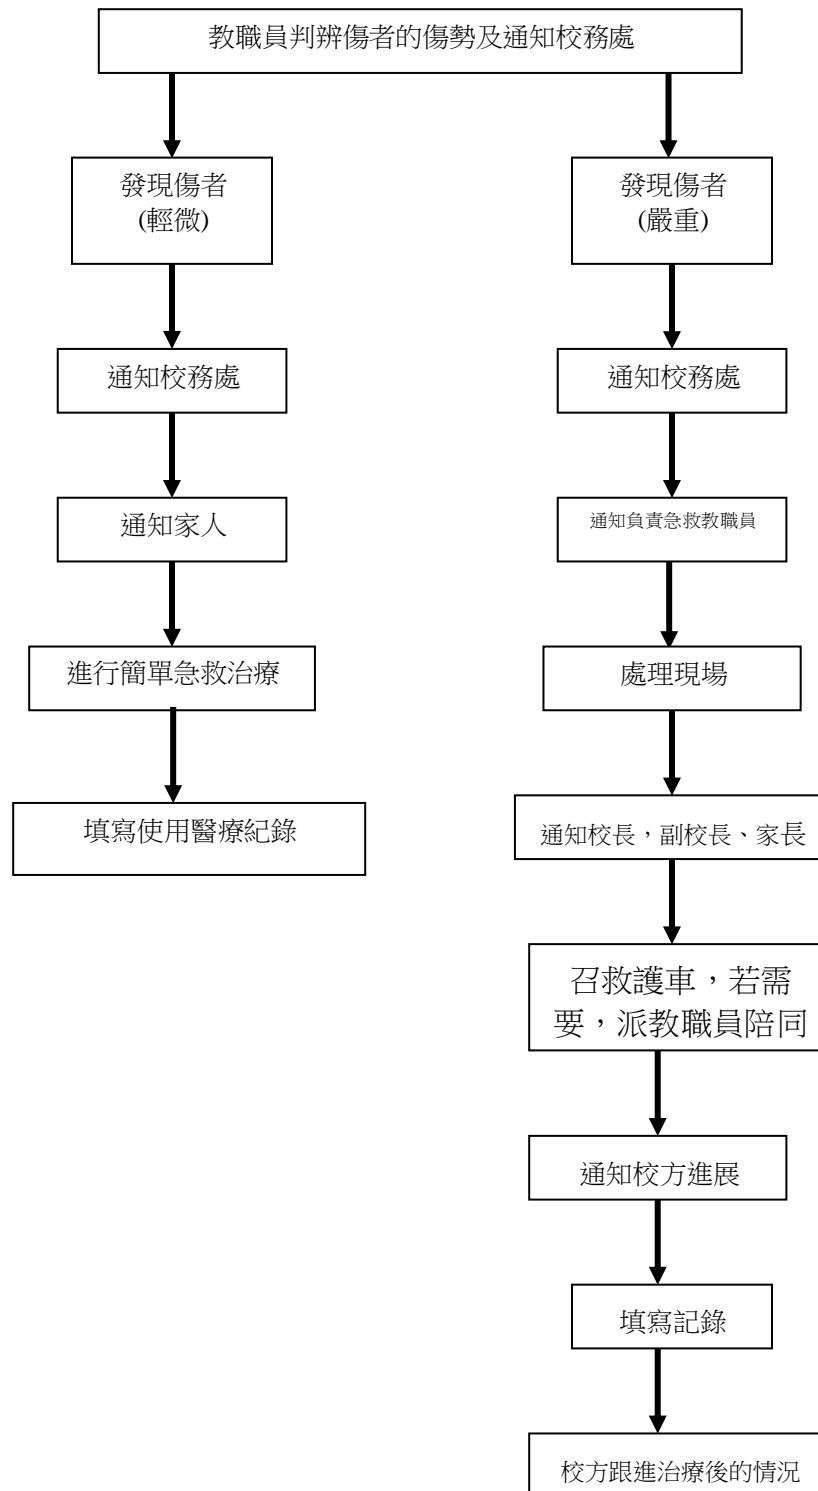 教職員判辨傷者的傷勢及通知校務處
發現傷者
(輕微)
通知校務處
通知家人
進行簡單急救治療
填寫使用醫療紀錄
發現傷者
(嚴重)
通知校務處
通知負責急救教職員
處理現場
通知校長，副校長、家長
召救護車，若需
要，派教職員陪同
通知校方進展
填寫記錄
校方跟進治療後的情況